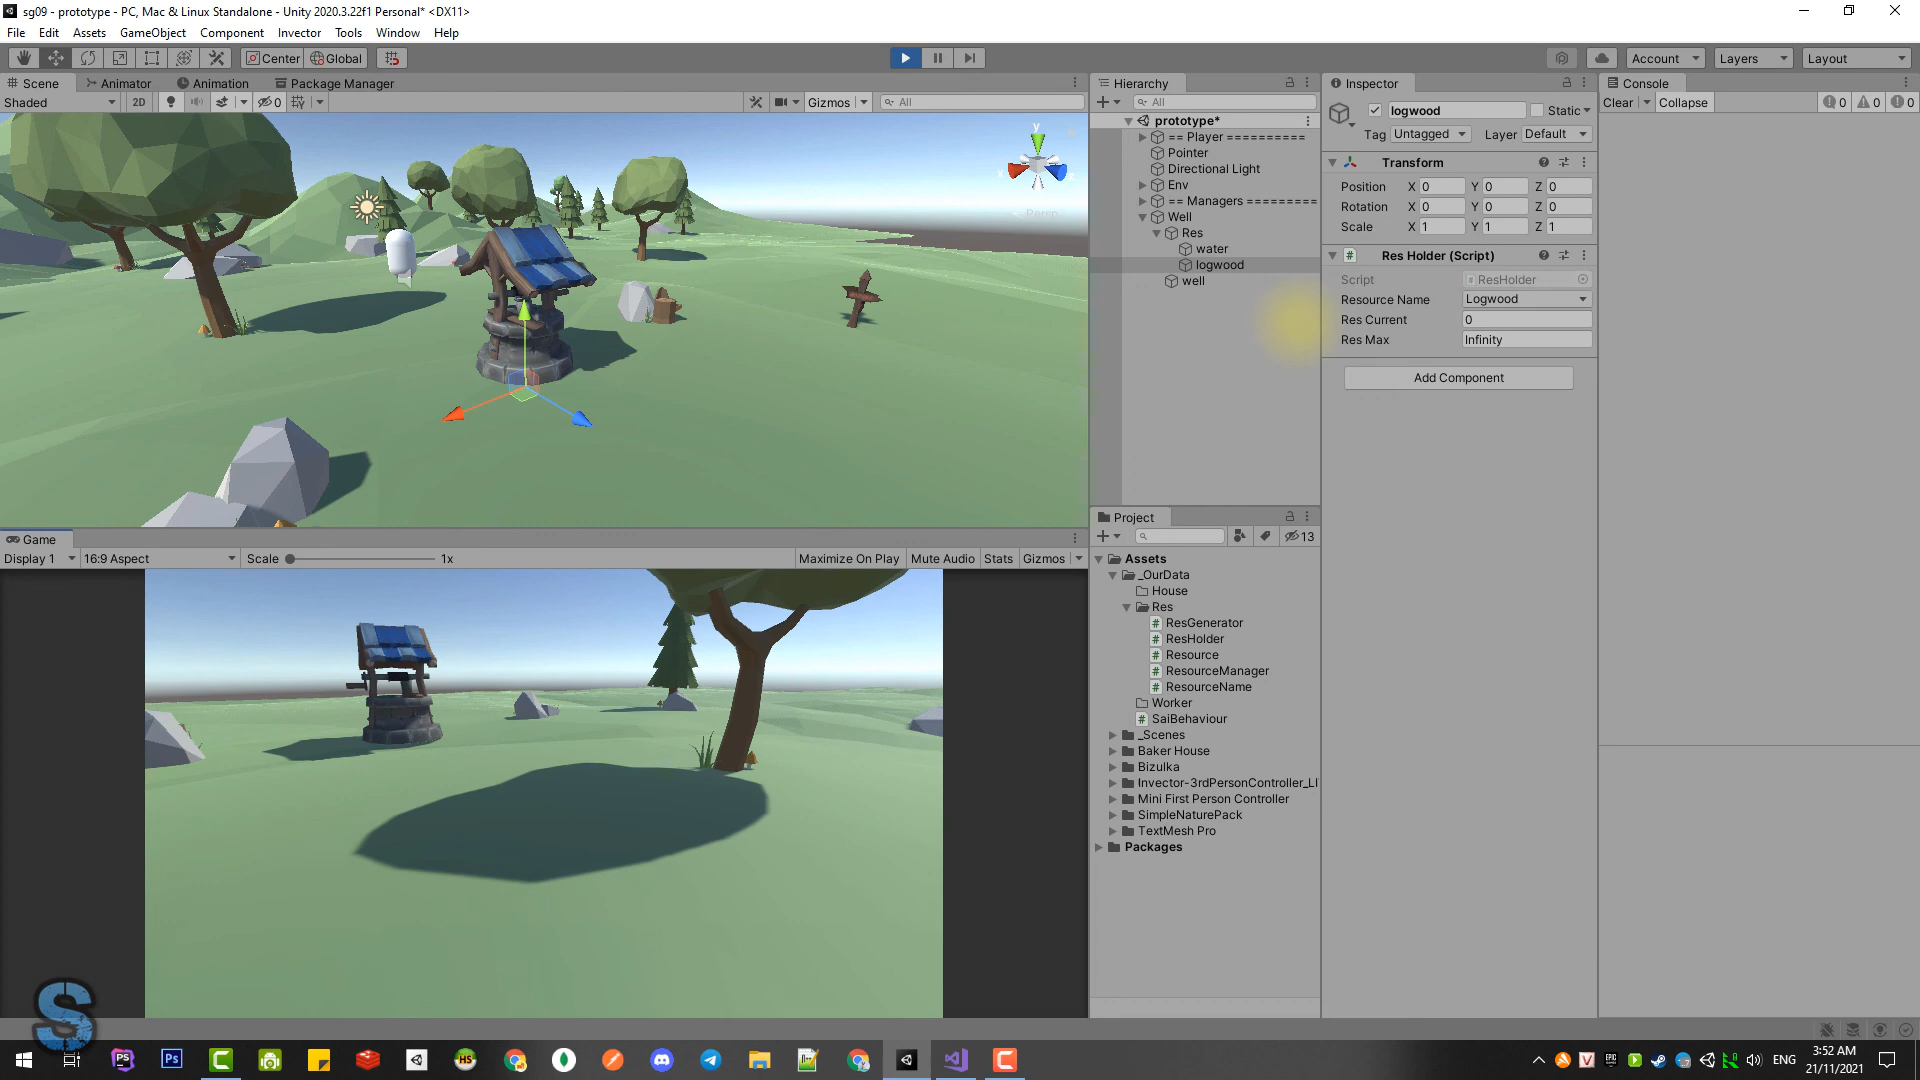 sg09 - prototype - PC, Mac & Linux Standalone - Unity 2020.3.22f1 Personal* <DX11>
File Edit Assets GameObject Component Invector Tools Window Help
Center Global Account Layers Layout
Scene Animator Animation Package Manager
Shaded 2D 0 Gizmos All
y
x
Persp
Game
Display 1 16:9 Aspect Scale 1x Maximize On Play Mute Audio Stats Gizmos
Hierarchy
All
prototype*
== Player ==========
Pointer
Directional Light
Env
== Managers =========
Well
Res
water
logwood
well
Project
13
Assets
_OurData
House
Res
ResGenerator
ResHolder
Resource
ResourceManager
ResourceName
Worker
SaiBehaviour
_Scenes
Baker House
Bizulka
Invector-3rdPersonController_LI
Mini First Person Controller
SimpleNaturePack
TextMesh Pro
Packages
Inspector
logwood Static
Tag Untagged Layer Default
Transform
Position X 0 Y 0 Z 0
Rotation X 0 Y 0 Z 0
Scale X 1 Y 1 Z 1
# Res Holder (Script)
Script ResHolder
Resource Name Logwood
Res Current 0
Res Max Infinity
Add Component
Console
Clear Collapse 0 0 0
S
PS Ps C HS
ENG
3:52 AM
21/11/2021